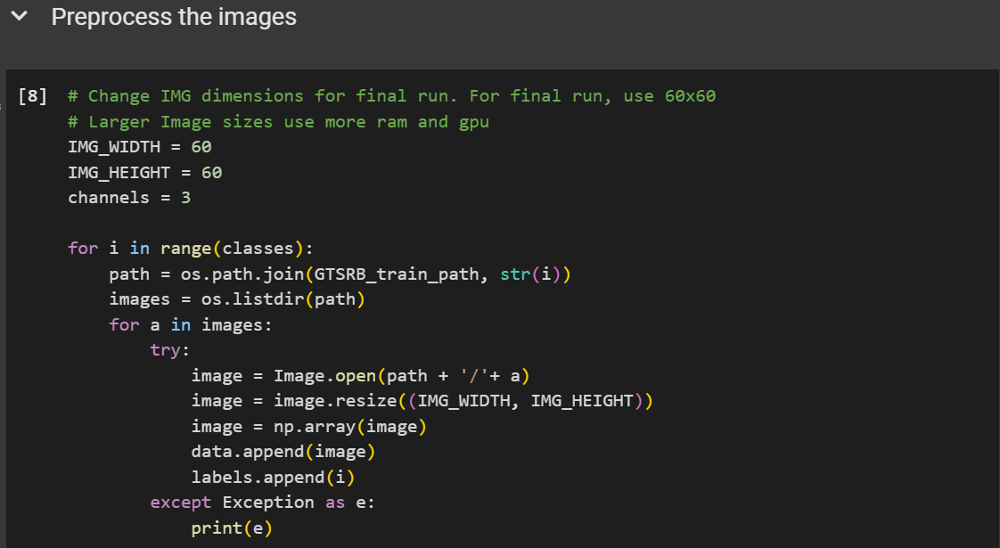 Preprocess the images
[8] # Change IMG dimensions for final run. For final run, use 60x60
# Larger Image sizes use more ram and gpu
IMG_WIDTH = 60
IMG_HEIGHT = 60
channels = 3
for i in range(classes):
    path = os.path.join(GTSRB_train_path, str(i))
    images = os.listdir(path)
    for a in images:
        try:
            image = Image.open(path + '/'+ a)
            image = image.resize((IMG_WIDTH, IMG_HEIGHT))
            image = np.array(image)
            data.append(image)
            labels.append(i)
        except Exception as e:
            print(e)